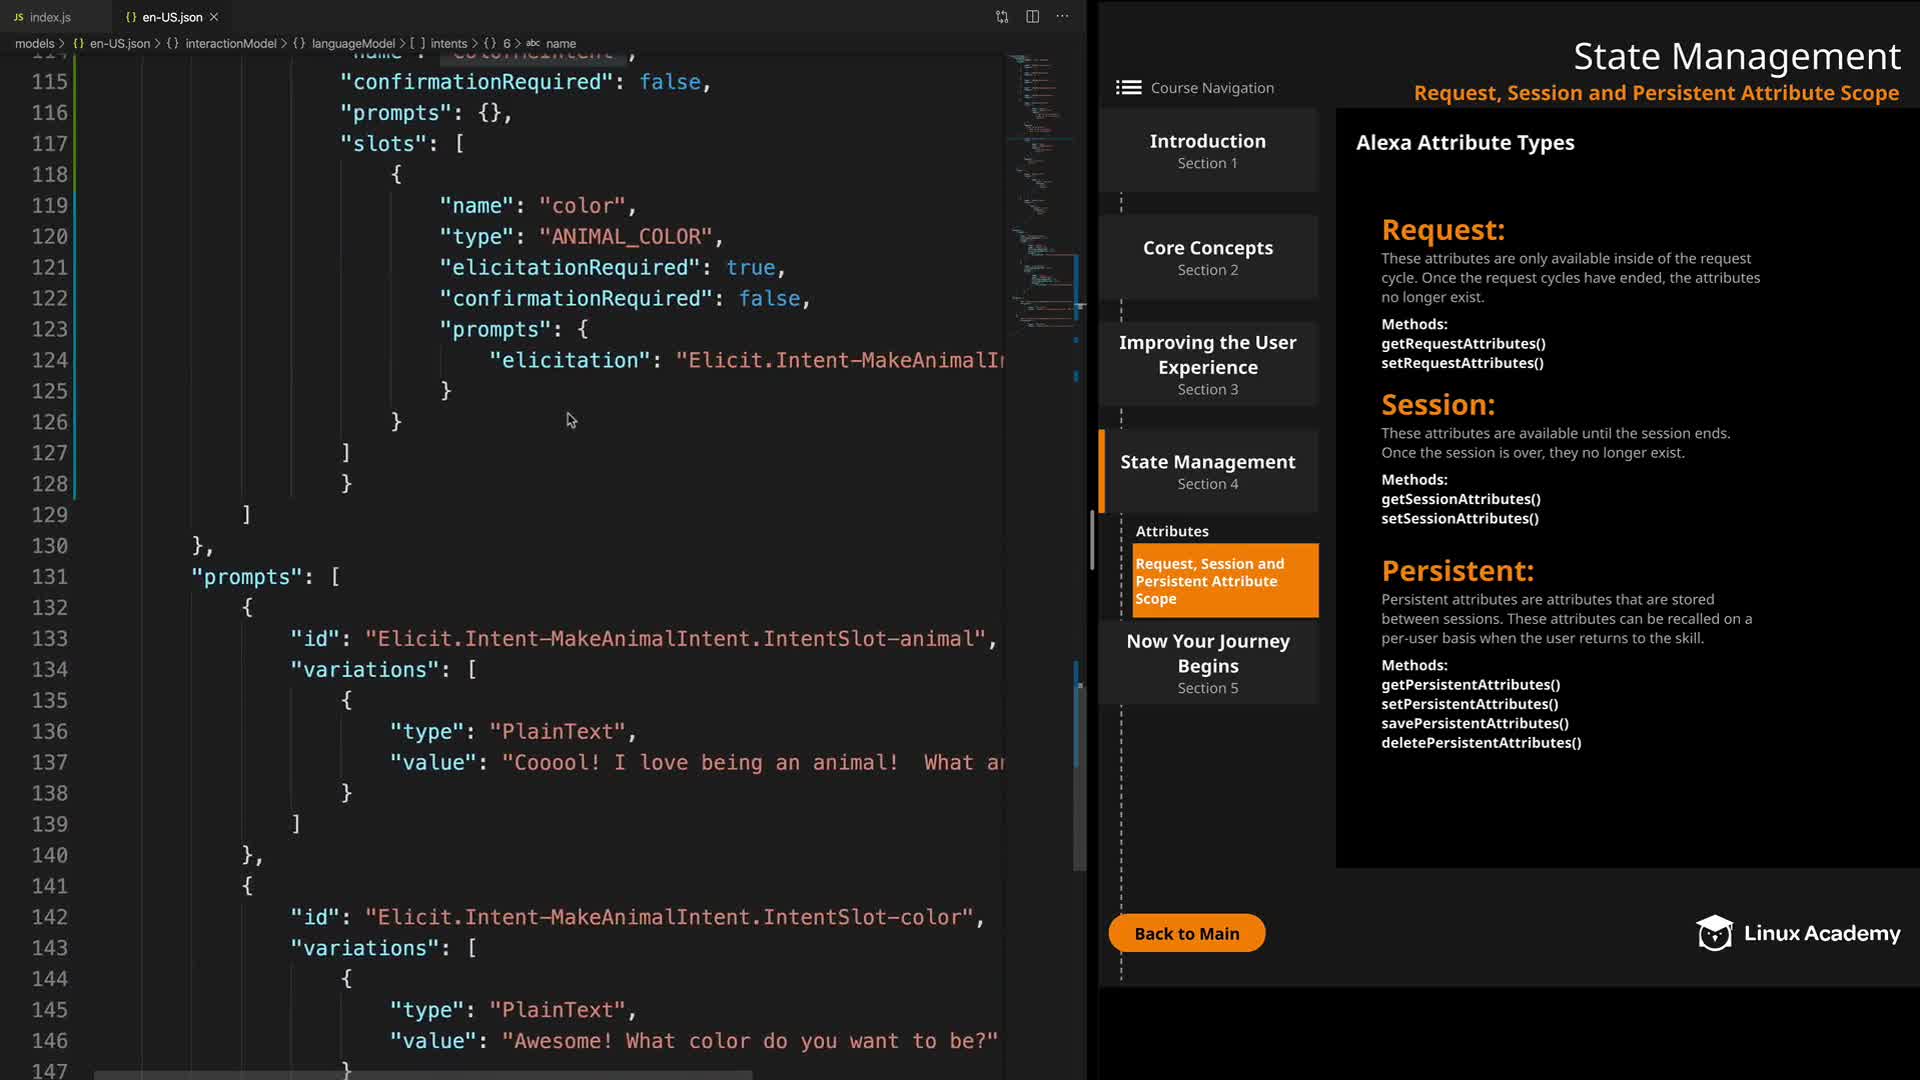 JS index.js
{} en-US.json ×
models > {} en-US.json > {} interactionModel > {} languageModel > [ ] intents > {} 6 > abc name
115 "confirmationRequired": false,
116 "prompts": {},
117 "slots": [
118 {
119 "name": "color",
120 "type": "ANIMAL_COLOR",
121 "elicitationRequired": true,
122 "confirmationRequired": false,
123 "prompts": {
124 "elicitation": "Elicit.Intent-MakeAnimalIn
125 }
126 }
127 ]
128 }
129 ]
130 },
131 "prompts": [
132 {
133 "id": "Elicit.Intent-MakeAnimalIntent.IntentSlot-animal",
134 "variations": [
135 {
136 "type": "PlainText",
137 "value": "Cooool! I love being an animal!  What an
138 }
139 ]
140 },
141 {
142 "id": "Elicit.Intent-MakeAnimalIntent.IntentSlot-color",
143 "variations": [
144 {
145 "type": "PlainText",
146 "value": "Awesome! What color do you want to be?"
147 }
State Management
Request, Session and Persistent Attribute Scope
Course Navigation
Introduction
Section 1
Core Concepts
Section 2
Improving the User
Experience
Section 3
State Management
Section 4
Attributes
Request, Session and
Persistent Attribute
Scope
Now Your Journey
Begins
Section 5
Back to Main
Alexa Attribute Types
Request:
These attributes are only available inside of the request
cycle. Once the request cycles have ended, the attributes
no longer exist.
Methods:
getRequestAttributes()
setRequestAttributes()
Session:
These attributes are available until the session ends.
Once the session is over, they no longer exist.
Methods:
getSessionAttributes()
setSessionAttributes()
Persistent:
Persistent attributes are attributes that are stored
between sessions. These attributes can be recalled on a
per-user basis when the user returns to the skill.
Methods:
getPersistentAttributes()
setPersistentAttributes()
savePersistentAttributes()
deletePersistentAttributes()
Linux Academy